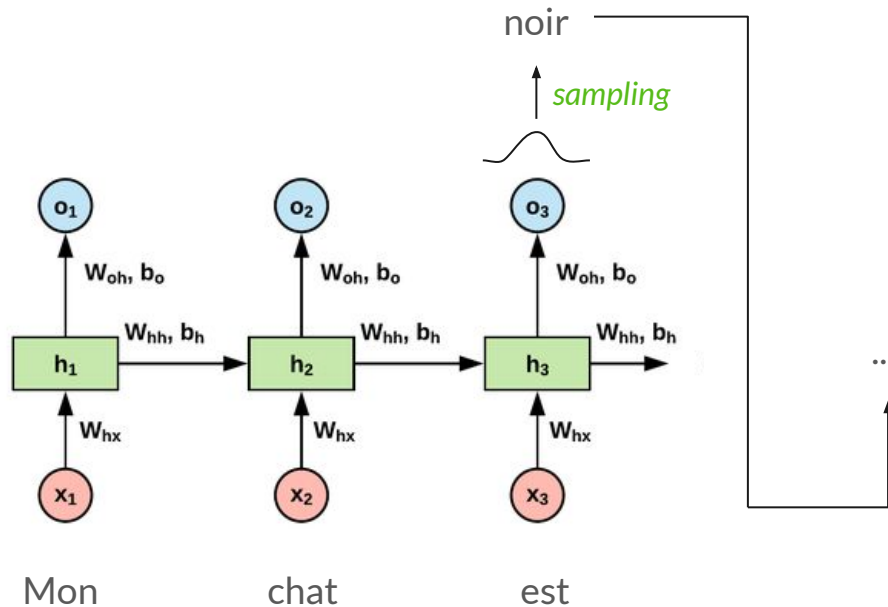 noir
sampling
o₁ o₂ o₃
Wₒₕ, bₒ Wₒₕ, bₒ Wₒₕ, bₒ
Wₕₕ, bₕ Wₕₕ, bₕ Wₕₕ, bₕ
h₁ h₂ h₃ ...
Wₕₓ Wₕₓ Wₕₓ
x₁ x₂ x₃
Mon chat est